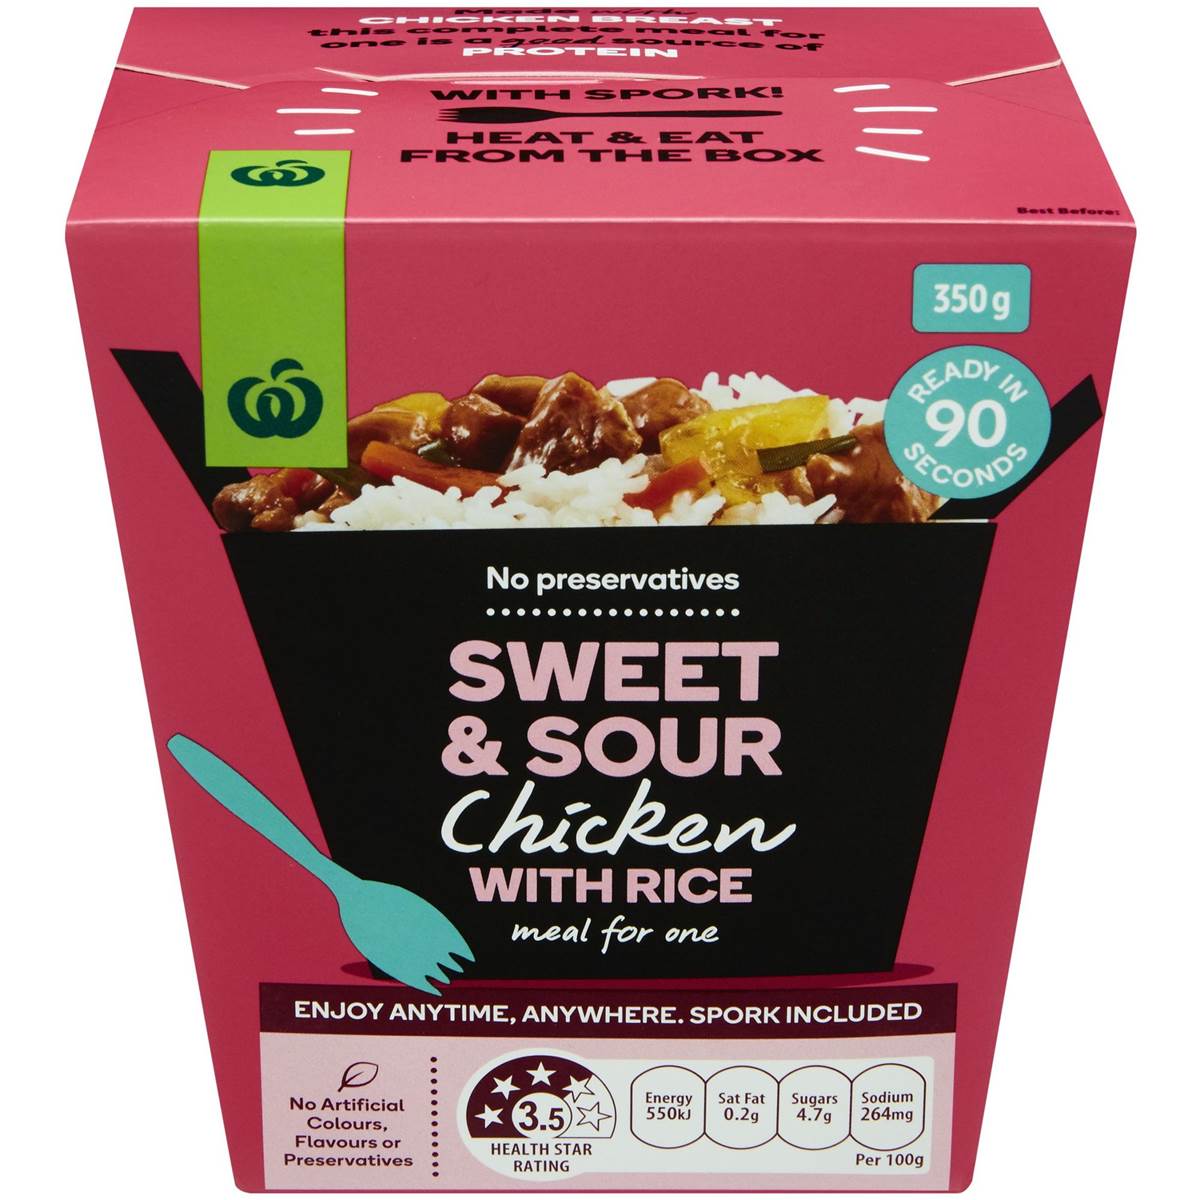 Made with
CHICKEN BREAST
this complete meal for
one is a good source of
PROTEIN
WITH SPORK!
HEAT & EAT
FROM THE BOX
Best Before:
350g
READY IN
90
SECONDS
No preservatives
SWEET
& SOUR
Chicken
WITH RICE
meal for one
ENJOY ANYTIME, ANYWHERE. SPORK INCLUDED
No Artificial
Colours,
Flavours or
Preservatives
3.5
HEALTH STAR
RATING
Energy
550kJ
Sat Fat
0.2g
Sugars
4.7g
Sodium
264mg
Per 100g